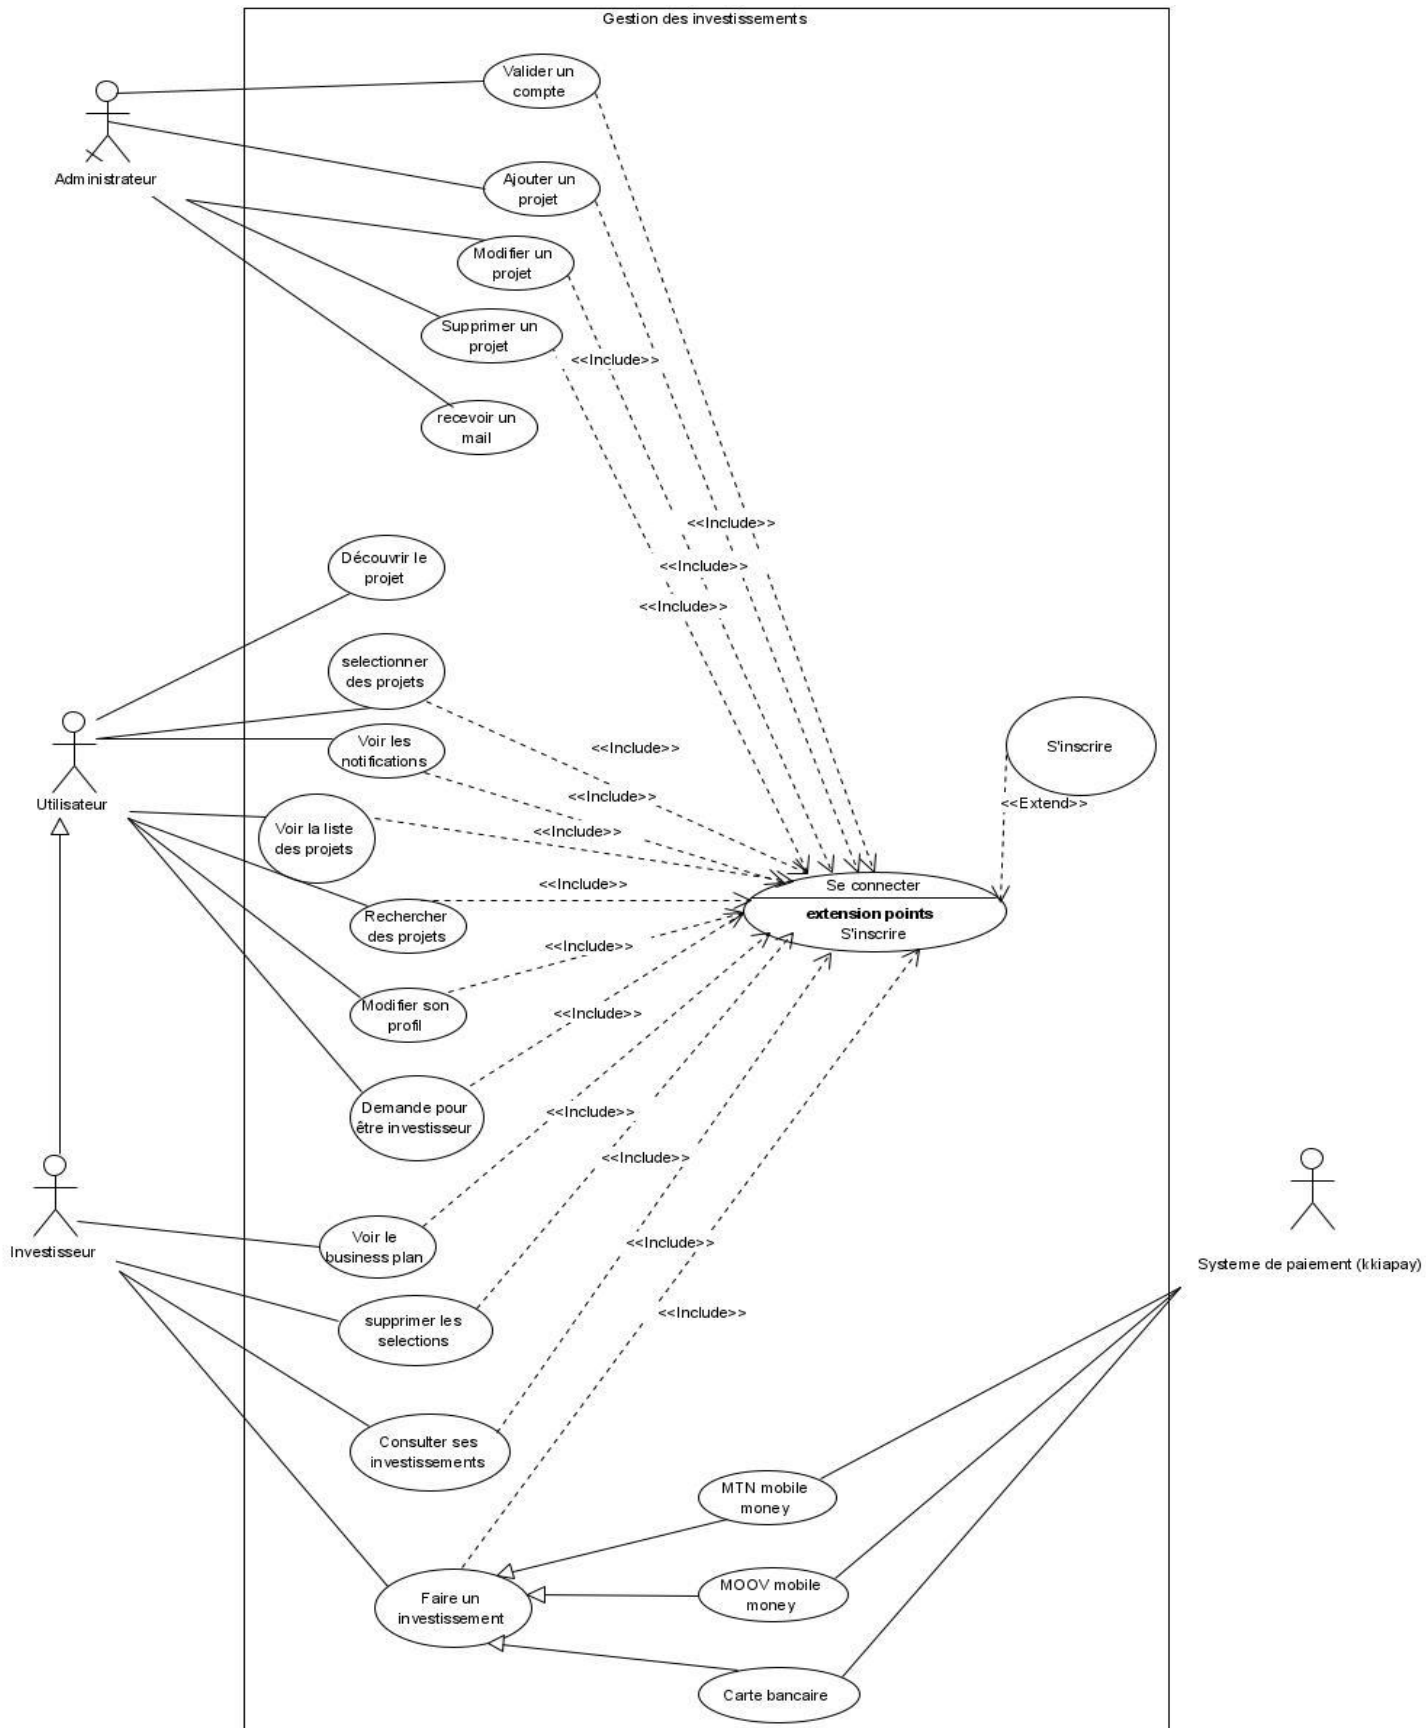 Gestion des investissements
Valider un
compte
Administrateur
Ajouter un
projet
Modifier un
projet
Supprimer un
projet
<<Include>>
recevoir un
mail
<<Include>>
<<Include>>
<<Include>>
Découvrir le
projet
selectionner
des projets
Utilisateur
Voir les
notifications
<<Include>>
S'inscrire
<<Include>>
<<Extend>>
Voir la liste
des projets
<<Include>>
<<Include>>
Se connecter
extension points
S'inscrire
Rechercher
des projets
<<Include>>
Modifier son
profil
<<Include>>
Demande pour
être investisseur
<<Include>>
<<Include>>
Investisseur
Voir le
business plan
<<Include>>
Systeme de paiement (kkiapay)
supprimer les
selections
<<Include>>
Consulter ses
investissements
MTN mobile
money
MOOV mobile
money
Faire un
investissement
Carte bancaire